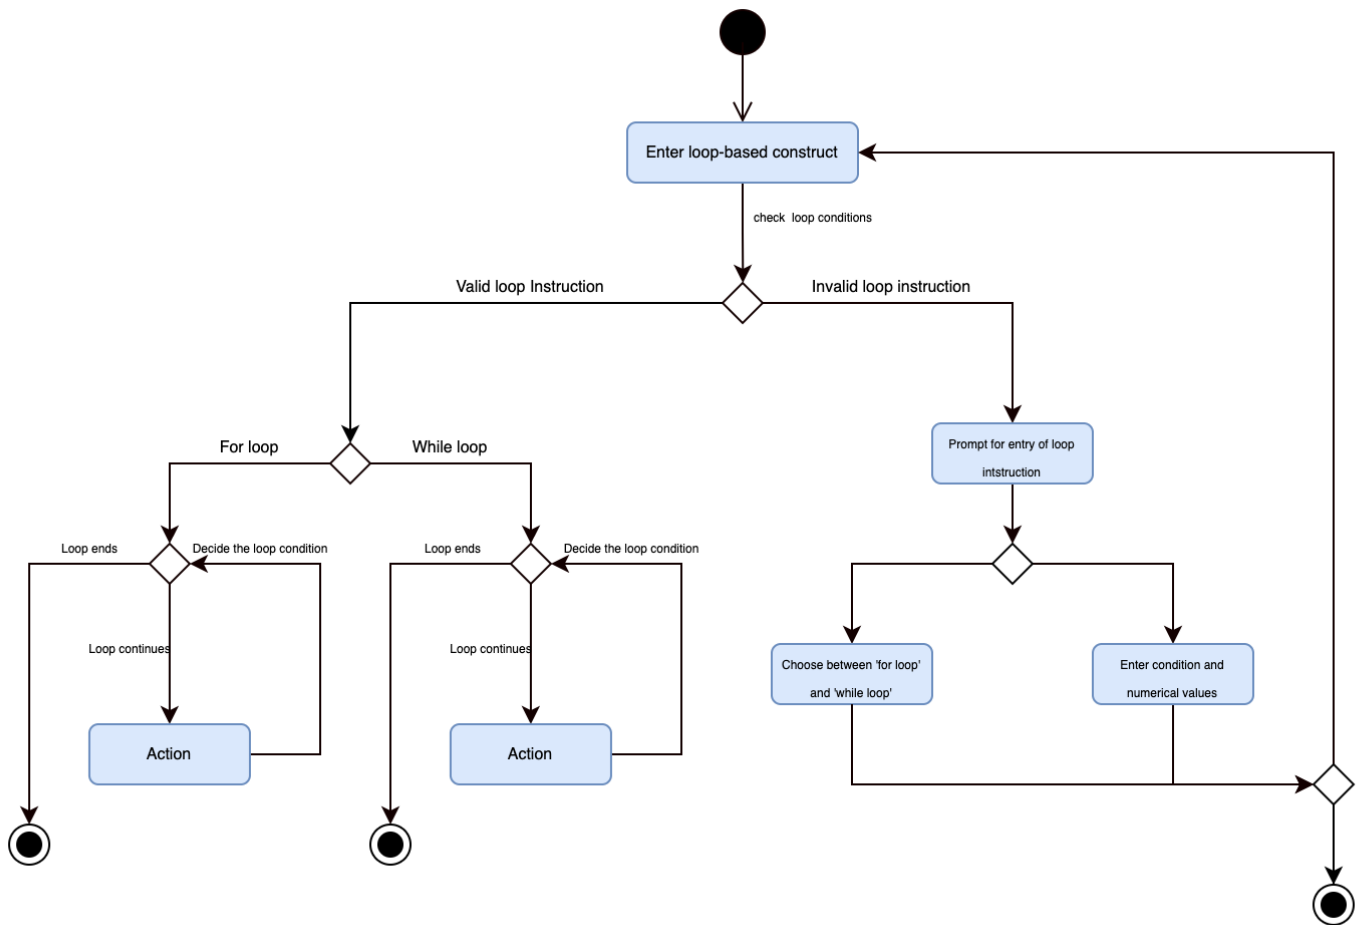 Enter loop-based construct
check loop conditions
Valid loop Instruction
Invalid loop instruction
For loop
While loop
Prompt for entry of loop
intstruction
Loop ends
Decide the loop condition
Loop ends
Decide the loop condition
Loop continues
Loop continues
Choose between 'for loop'
and 'while loop'
Enter condition and
numerical values
Action
Action